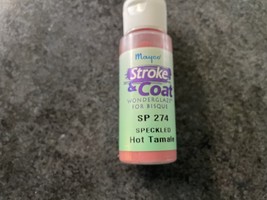 Mayco
Stroke
& Coat
WONDERGLAZE
FOR BISQUE
SP 274
SPECKLED
Hot Tamale